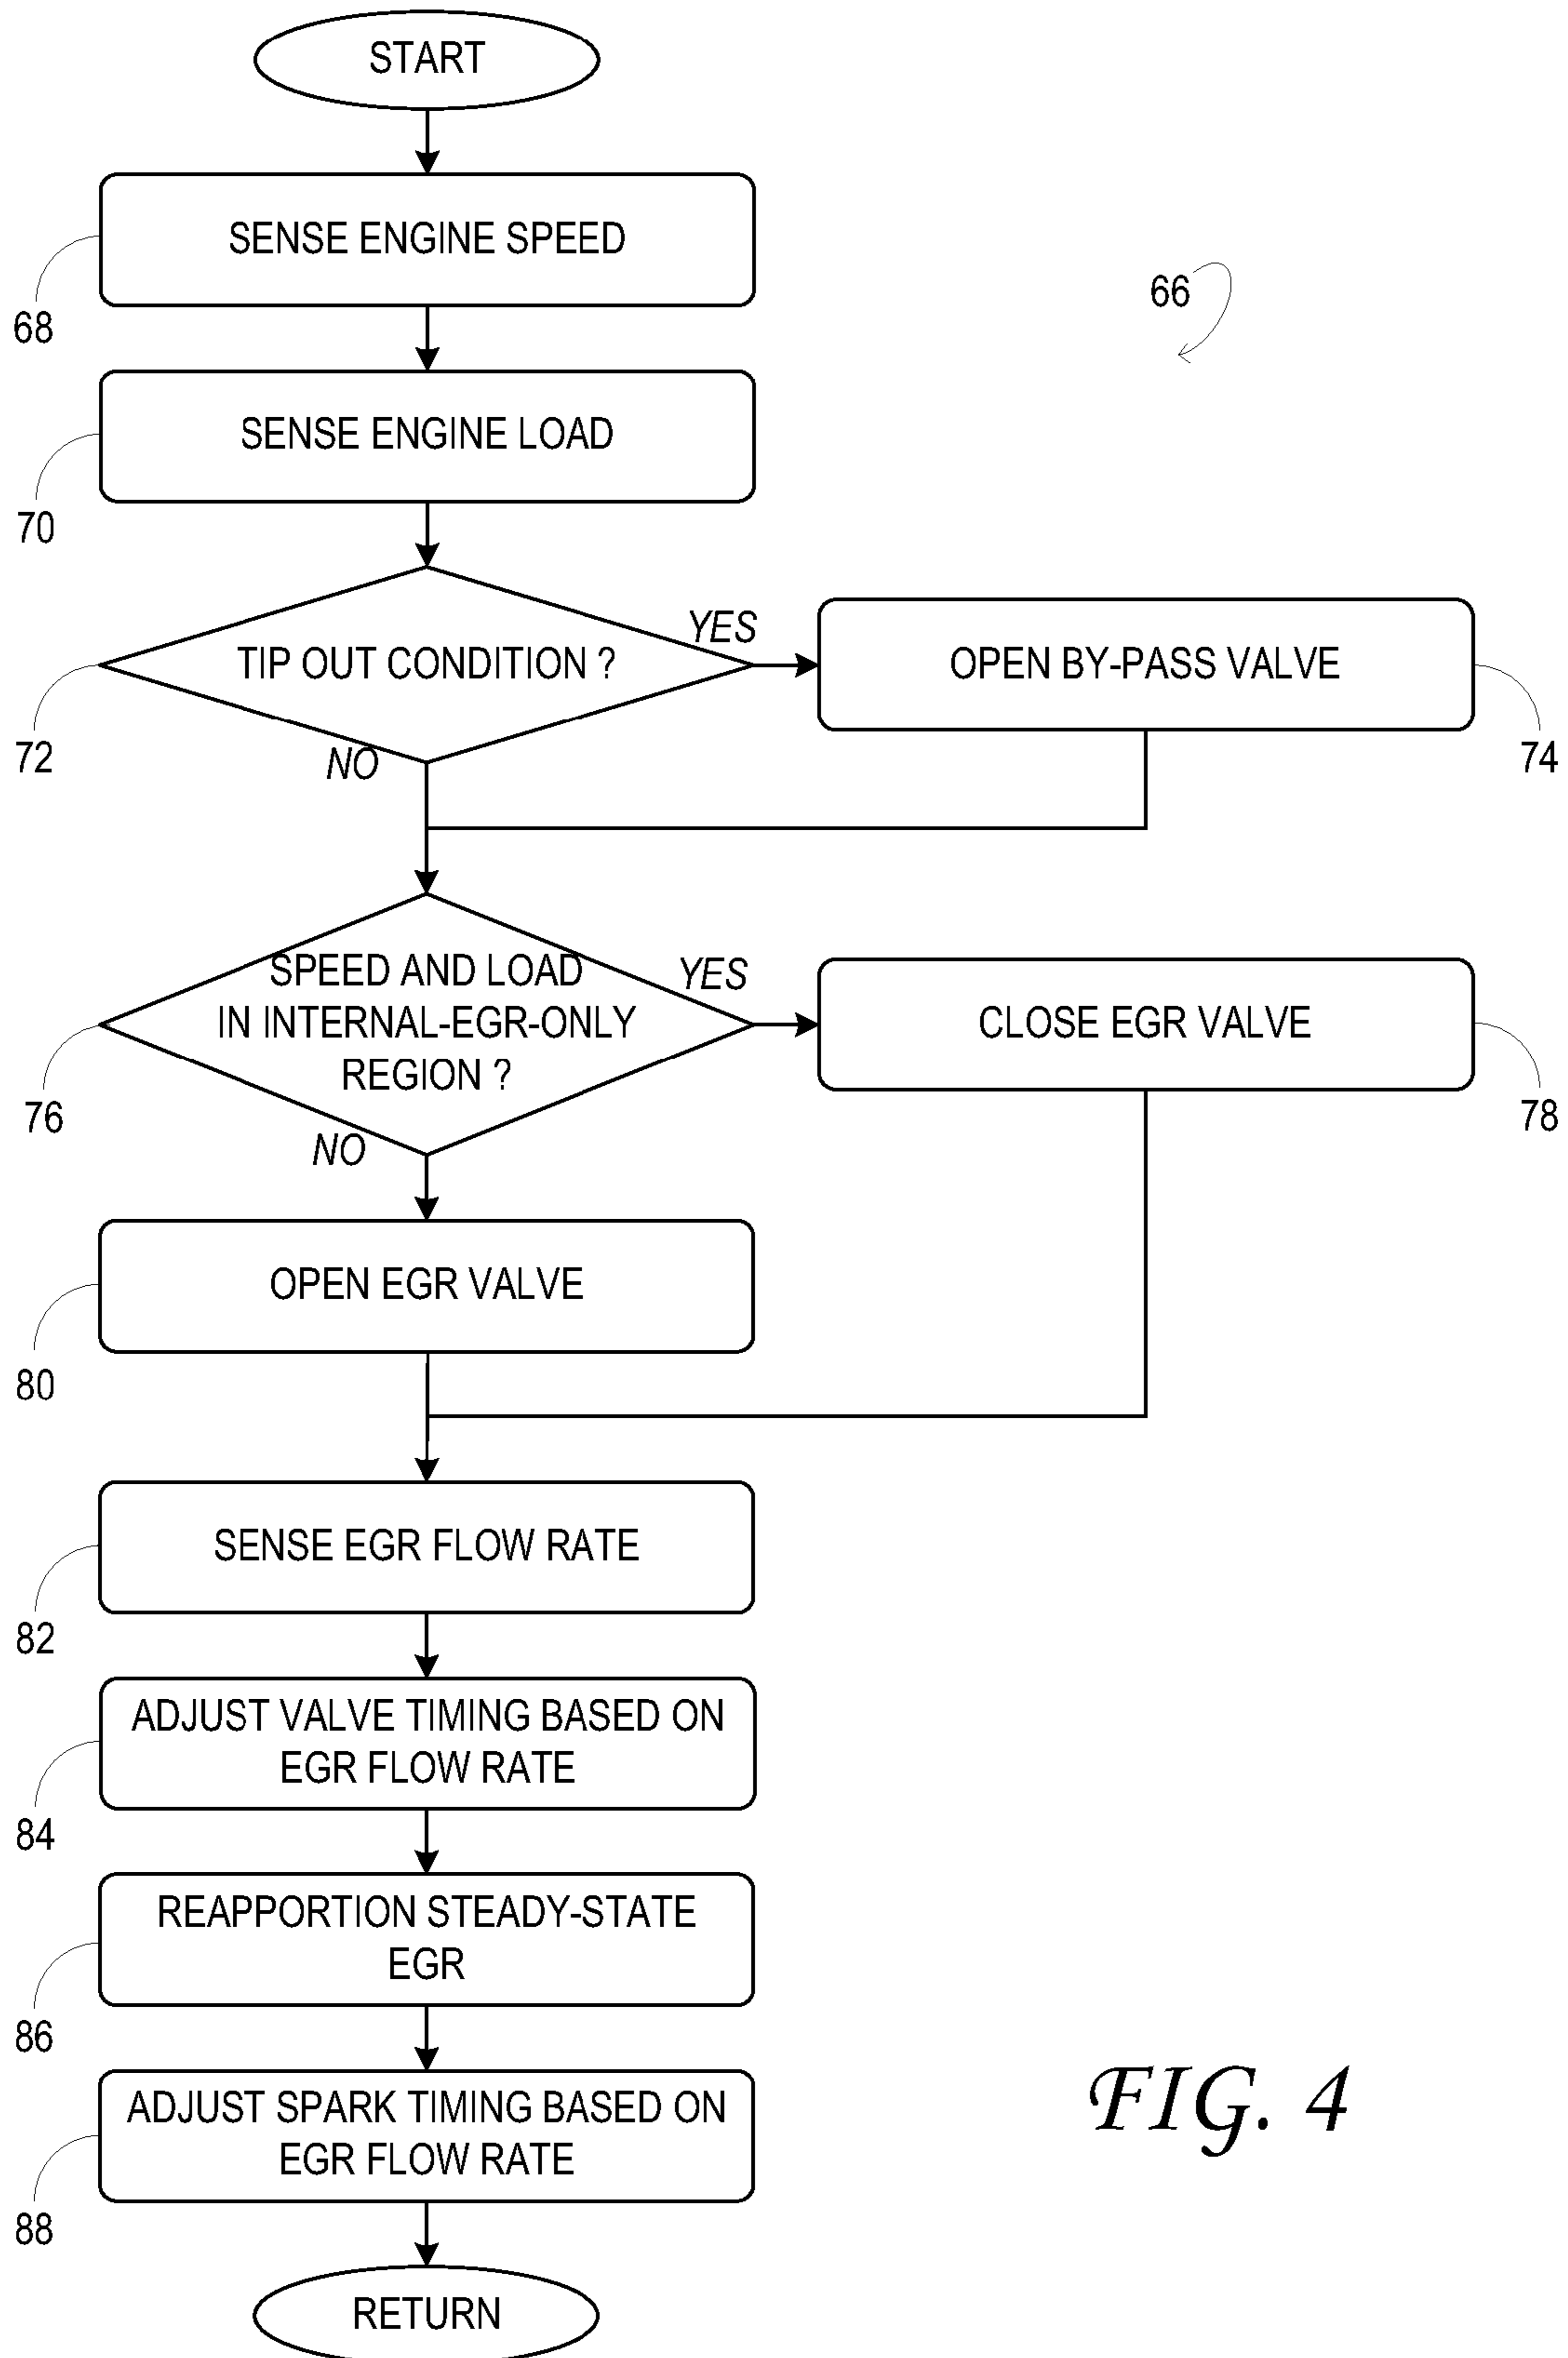 START
SENSE ENGINE SPEED
68
66
SENSE ENGINE LOAD
70
TIP OUT CONDITION ?
YES
OPEN BY-PASS VALVE
72
NO
74
SPEED AND LOAD
IN INTERNAL-EGR-ONLY
REGION ?
YES
CLOSE EGR VALVE
76
NO
78
OPEN EGR VALVE
80
SENSE EGR FLOW RATE
82
ADJUST VALVE TIMING BASED ON
EGR FLOW RATE
84
REAPPORTION STEADY-STATE
EGR
86
ADJUST SPARK TIMING BASED ON
EGR FLOW RATE
88
RETURN
FIG. 4